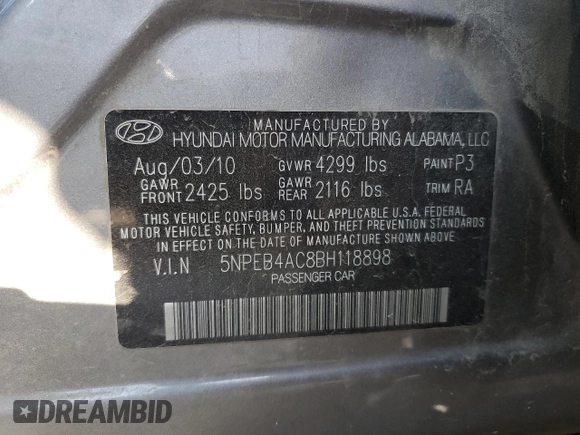 MANUFACTURED BY
HYUNDAI MOTOR MANUFACTURING ALABAMA, LLC
Aug/03/10 GVWR 4299 lbs PAINT P3
GAWR FRONT 2425 lbs GAWR REAR 2116 lbs TRIM RA
THIS VEHICLE CONFORMS TO ALL APPLICABLE U.S.A. FEDERAL
MOTOR VEHICLE SAFETY, BUMPER, AND THEFT PREVENTION
STANDARDS IN EFFECT ON THE DATE OF MANUFACTURE SHOWN ABOVE.
V.I.N 5NPEB4AC8BH118898
PASSENGER CAR
DREAMBID